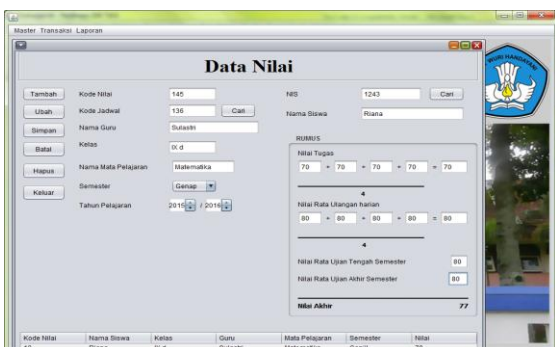 Master Transaksi Laporan
Data Nilai
Tambah
Ubah
Simpan
Batal
Hapus
Keluar
Kode Nilai 145
Kode Jadwal 136 Cari
Nama Guru Sulastri
Kelas IX d
Nama Mata Pelajaran Matematika
Semester Genap
Tahun Pelajaran 2015 / 2016
NIS 1243 Cari
Nama Siswa Riana
RUMUS
Nilai Tugas
70 + 70 + 70 + 70 = 70
4
Nilai Rata Ulangan harian
80 + 80 + 80 + 80 = 80
4
Nilai Rata Ujian Tengah Semester 80
Nilai Rata Ujian Akhir Semester 80
Nilai Akhir 77
Kode Nilai Nama Siswa Kelas Guru Mata Pelajaran Semester Nilai